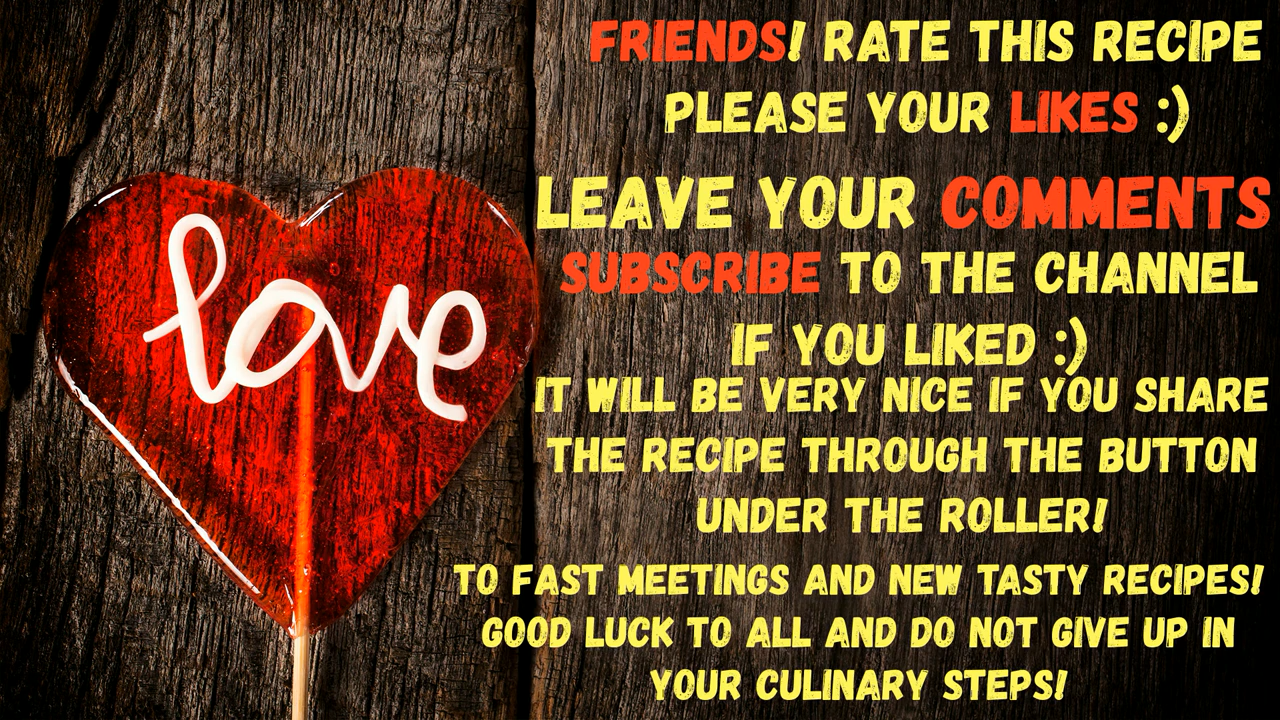 love
FRIENDS! RATE THIS RECIPE
PLEASE YOUR LIKES :)
LEAVE YOUR COMMENTS
SUBSCRIBE TO THE CHANNEL
IF YOU LIKED :)
IT WILL BE VERY NICE IF YOU SHARE
THE RECIPE THROUGH THE BUTTON
UNDER THE ROLLER!
TO FAST MEETINGS AND NEW TASTY RECIPES!
GOOD LUCK TO ALL AND DO NOT GIVE UP IN
YOUR CULINARY STEPS!